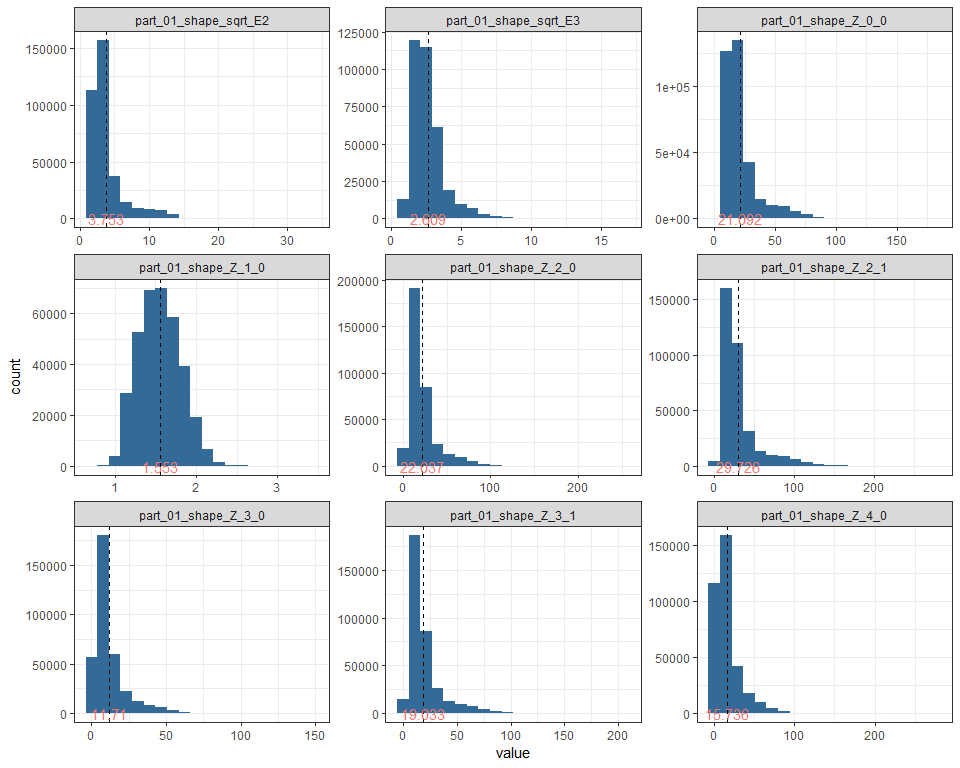 part_01_shape_sqrt_E2
part_01_shape_sqrt_E3
part_01_shape_Z_0_0
150000
100000
50000
0
3.753
0 10 20 30
125000
100000
75000
50000
25000
0
2.609
0 5 10 15
1e+05
5e+04
0e+00
21.092
0 50 100 150
part_01_shape_Z_1_0
part_01_shape_Z_2_0
part_01_shape_Z_2_1
60000
40000
20000
0
1.553
1 2 3
200000
150000
100000
50000
0
22.037
0 100 200
150000
100000
50000
0
29.726
0 100 200
part_01_shape_Z_3_0
part_01_shape_Z_3_1
part_01_shape_Z_4_0
150000
100000
50000
0
11.71
0 50 100 150
150000
100000
50000
0
19.033
0 50 100 150 200
150000
100000
50000
0
15.736
0 100 200
count
value